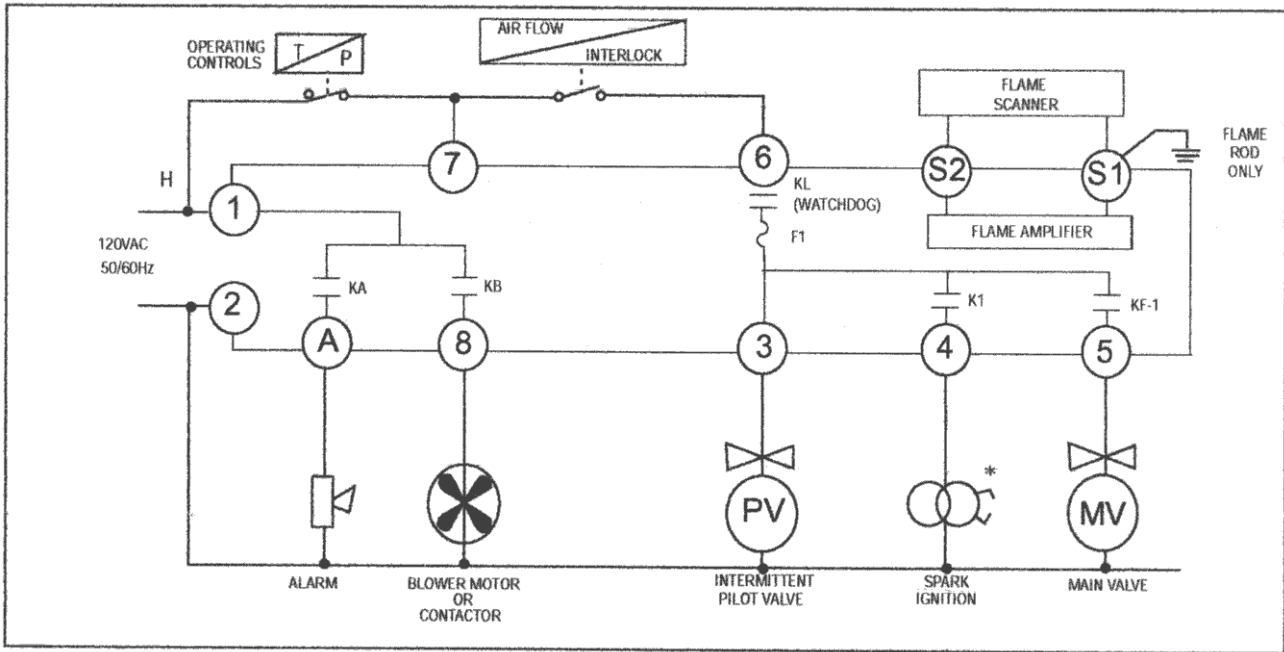 OPERATING
CONTROLS
T P
AIR FLOW
INTERLOCK
FLAME
SCANNER
FLAME
ROD
ONLY
7
6
S2
S1
H
1
KL
(WATCHDOG)
FLAME AMPLIFIER
F1
120VAC
50/60Hz
2
KA
KB
K1
KF-1
A
8
3
4
5
*
PV
MV
ALARM
BLOWER MOTOR
OR
CONTACTOR
INTERMITTENT
PILOT VALVE
SPARK
IGNITION
MAIN VALVE